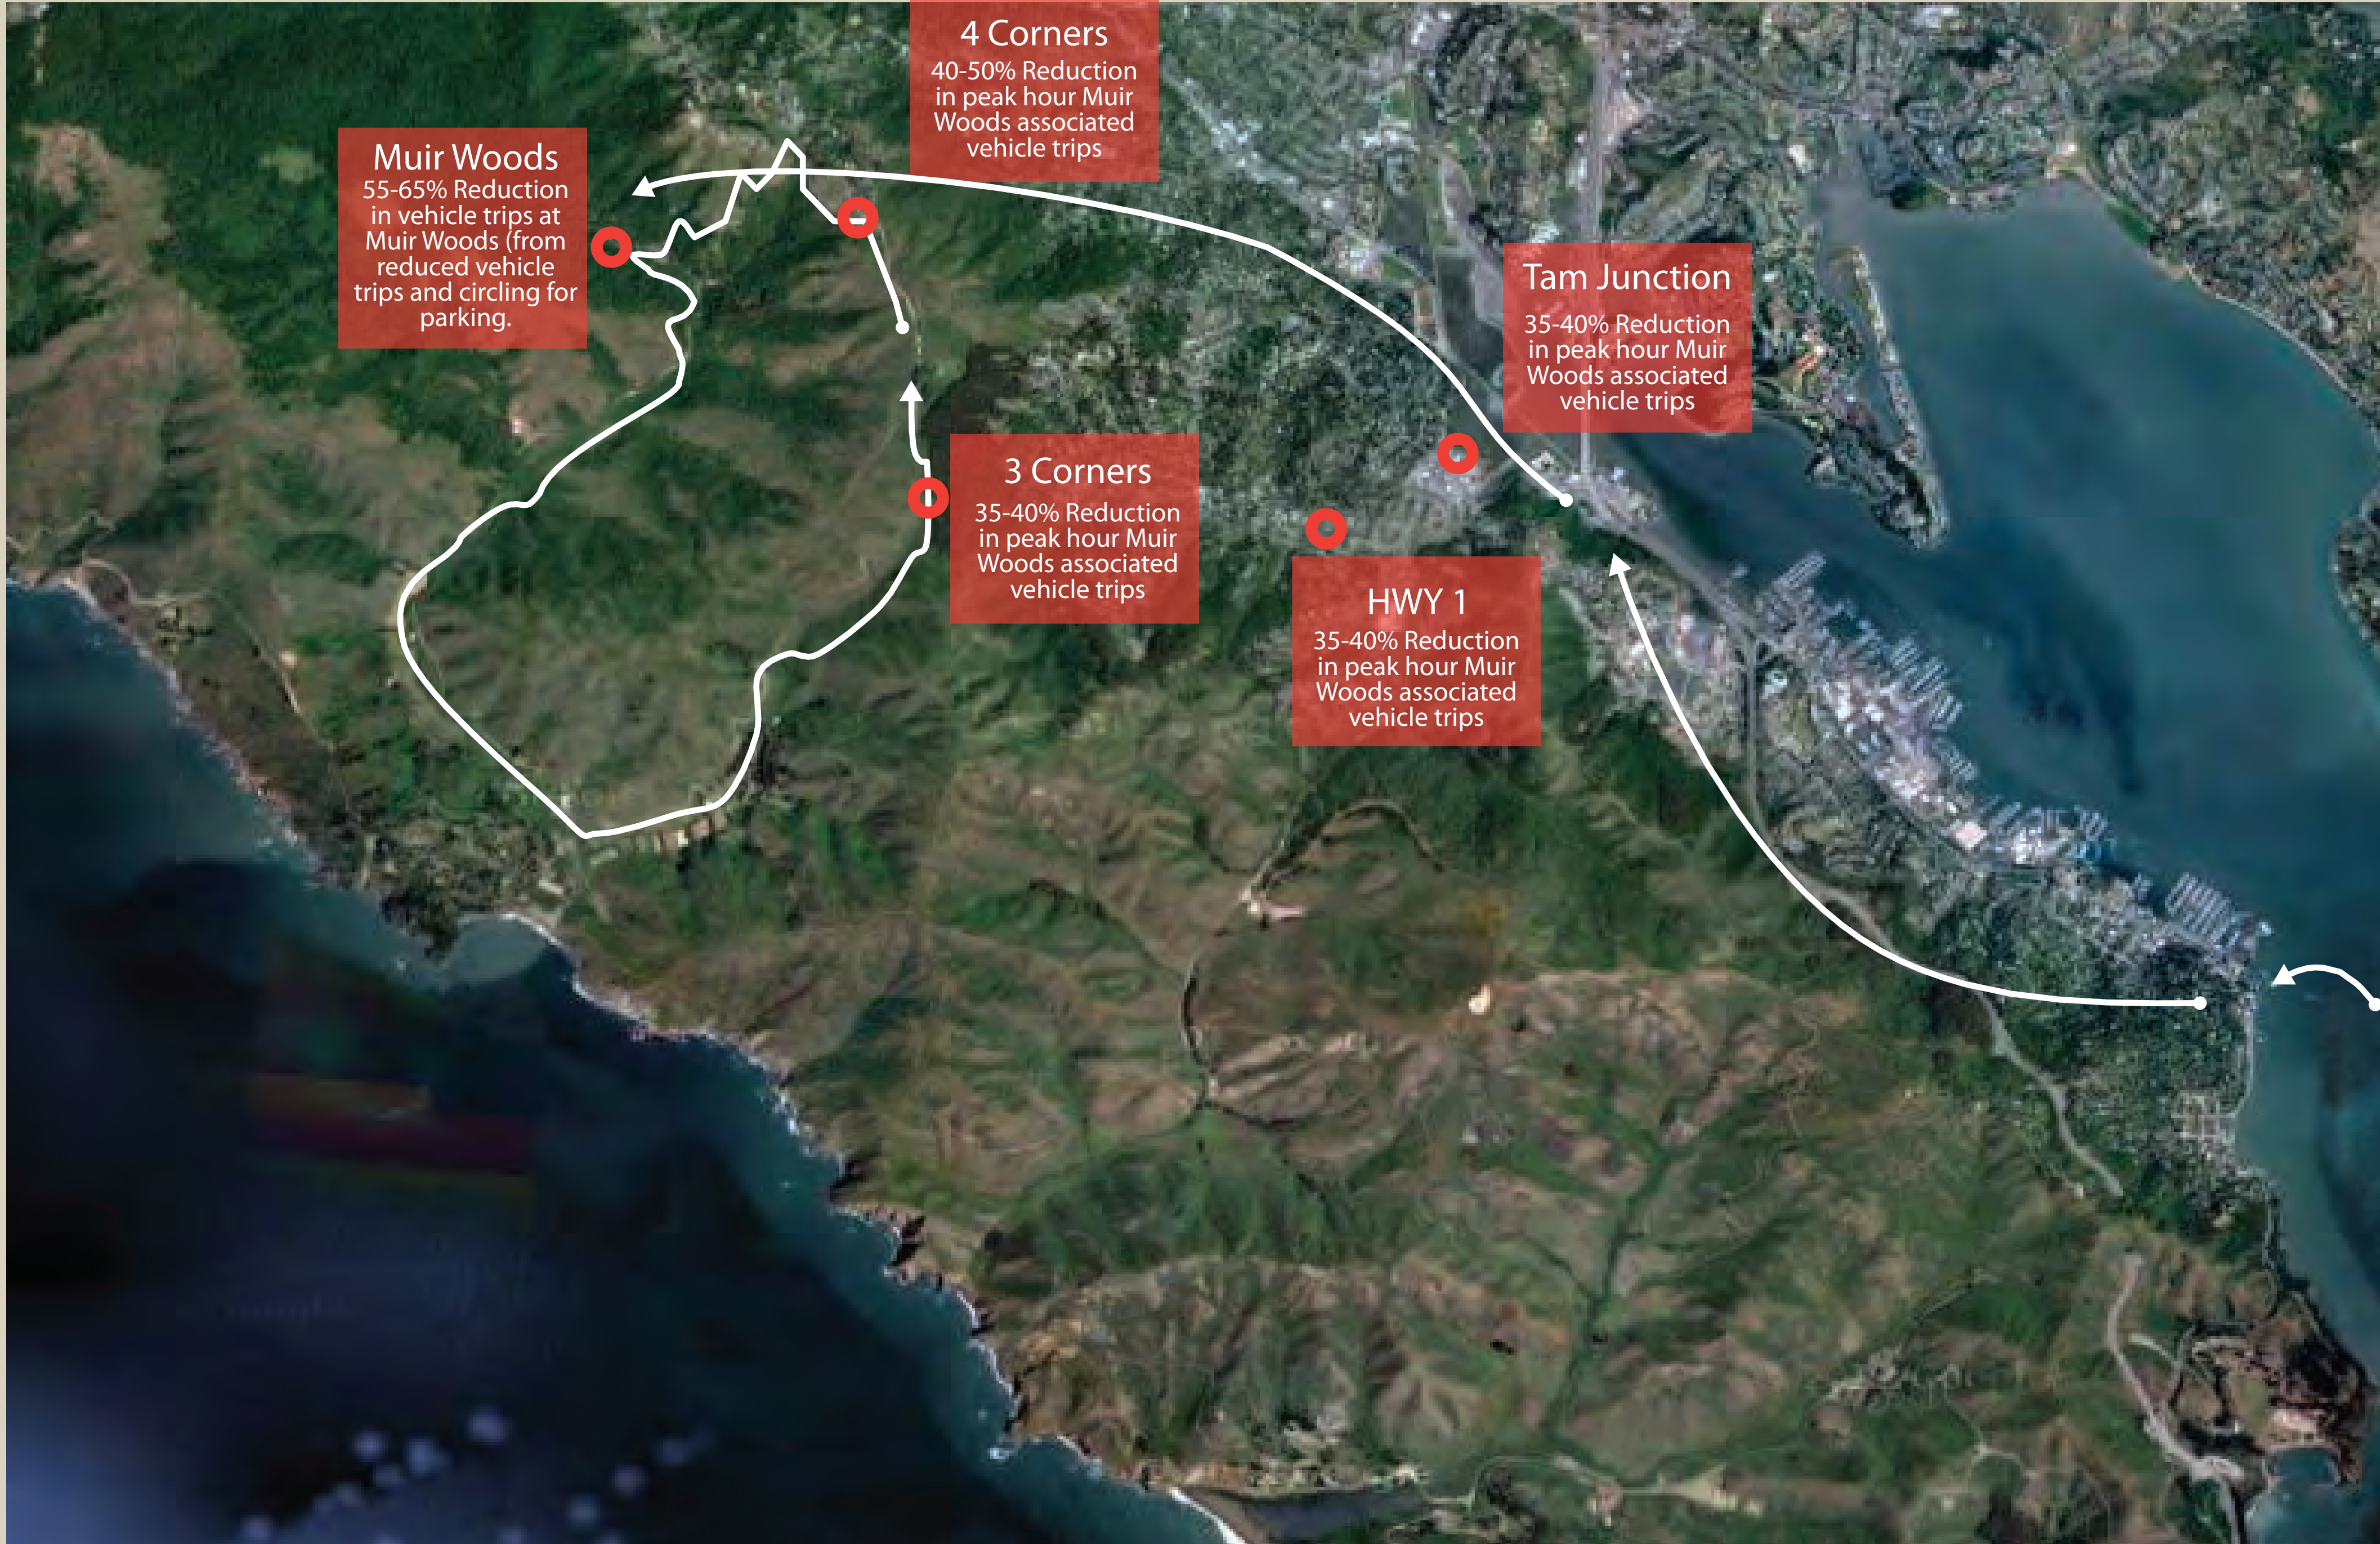 4 Corners
40-50% Reduction
in peak hour Muir
Woods associated
vehicle trips
Muir Woods
55-65% Reduction
in vehicle trips at
Muir Woods (from
reduced vehicle
trips and circling for
parking.
Tam Junction
35-40% Reduction
in peak hour Muir
Woods associated
vehicle trips
3 Corners
35-40% Reduction
in peak hour Muir
Woods associated
vehicle trips
HWY 1
35-40% Reduction
in peak hour Muir
Woods associated
vehicle trips